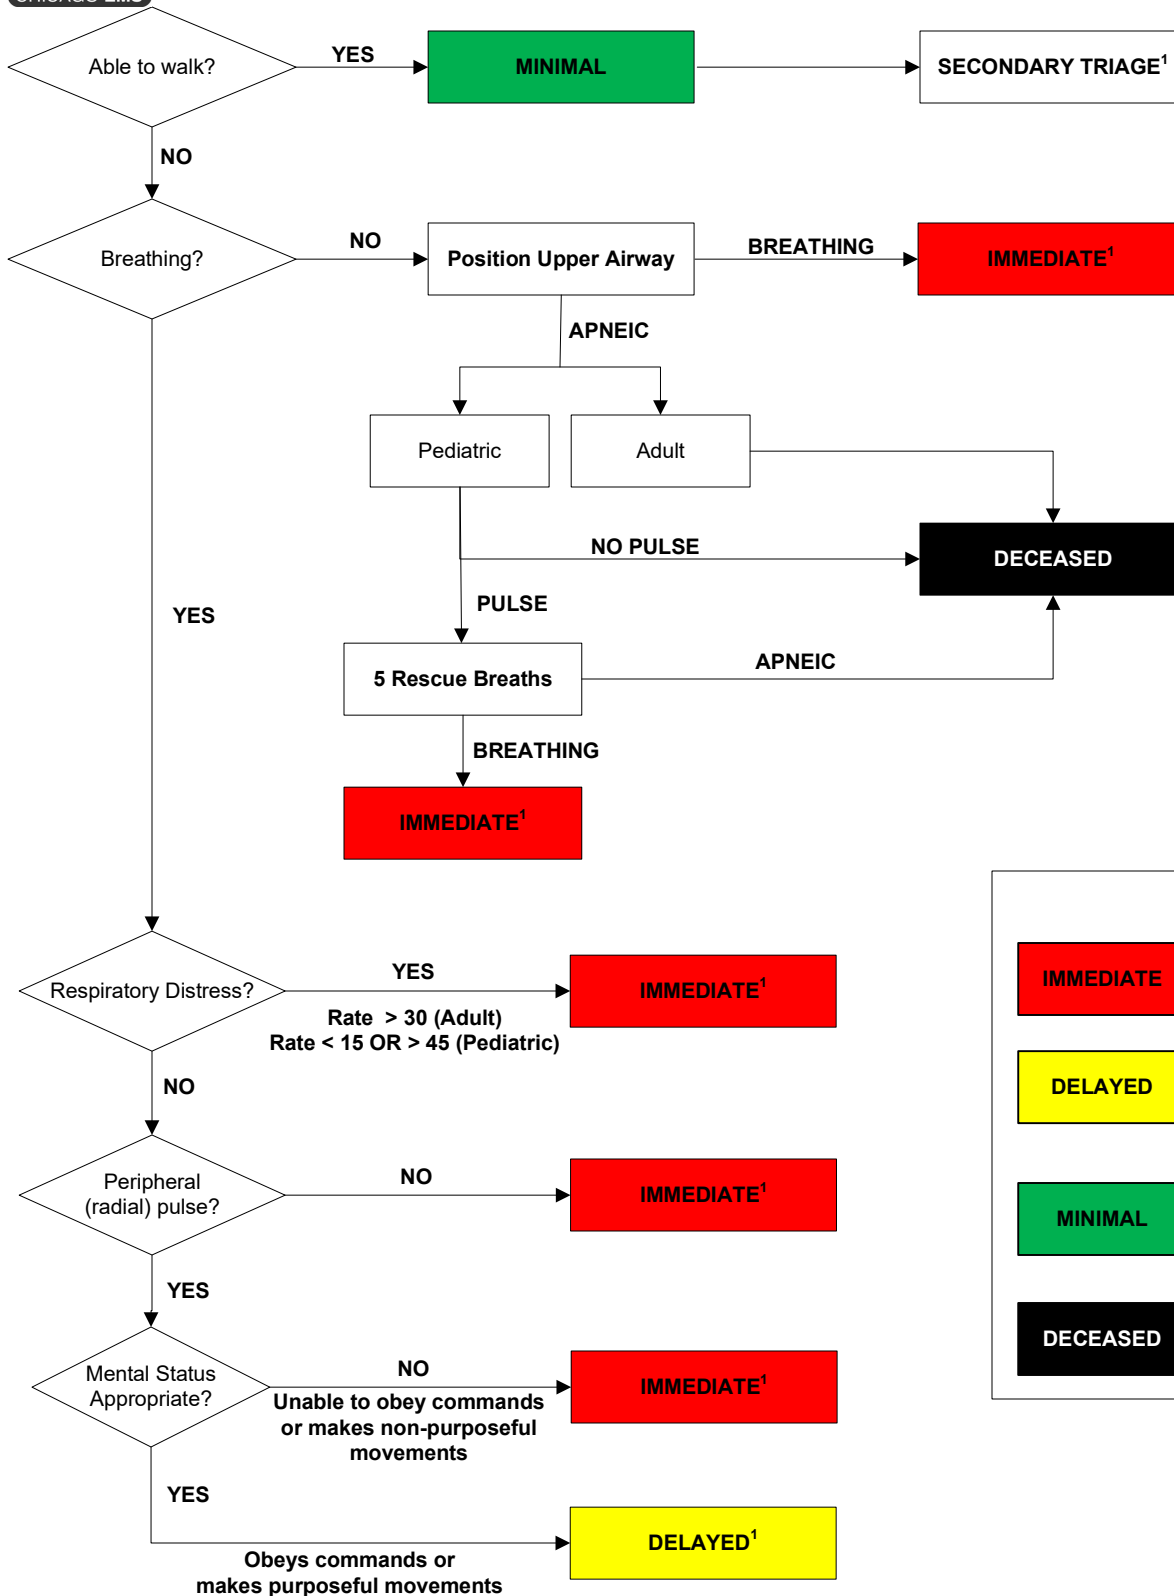 CHICAGO EMS
Able to walk?
YES
MINIMAL
SECONDARY TRIAGE¹
NO
Breathing?
NO
Position Upper Airway
BREATHING
IMMEDIATE¹
APNEIC
Pediatric
Adult
NO PULSE
DECEASED
YES
PULSE
5 Rescue Breaths
APNEIC
BREATHING
IMMEDIATE¹
Respiratory Distress?
YES
Rate > 30 (Adult)
Rate < 15 OR > 45 (Pediatric)
IMMEDIATE¹
NO
Peripheral
(radial) pulse?
NO
IMMEDIATE¹
YES
Mental Status
Appropriate?
NO
Unable to obey commands
or makes non-purposeful
movements
IMMEDIATE¹
YES
Obeys commands or
makes purposeful movements
DELAYED¹
IMMEDIATE
DELAYED
MINIMAL
DECEASED